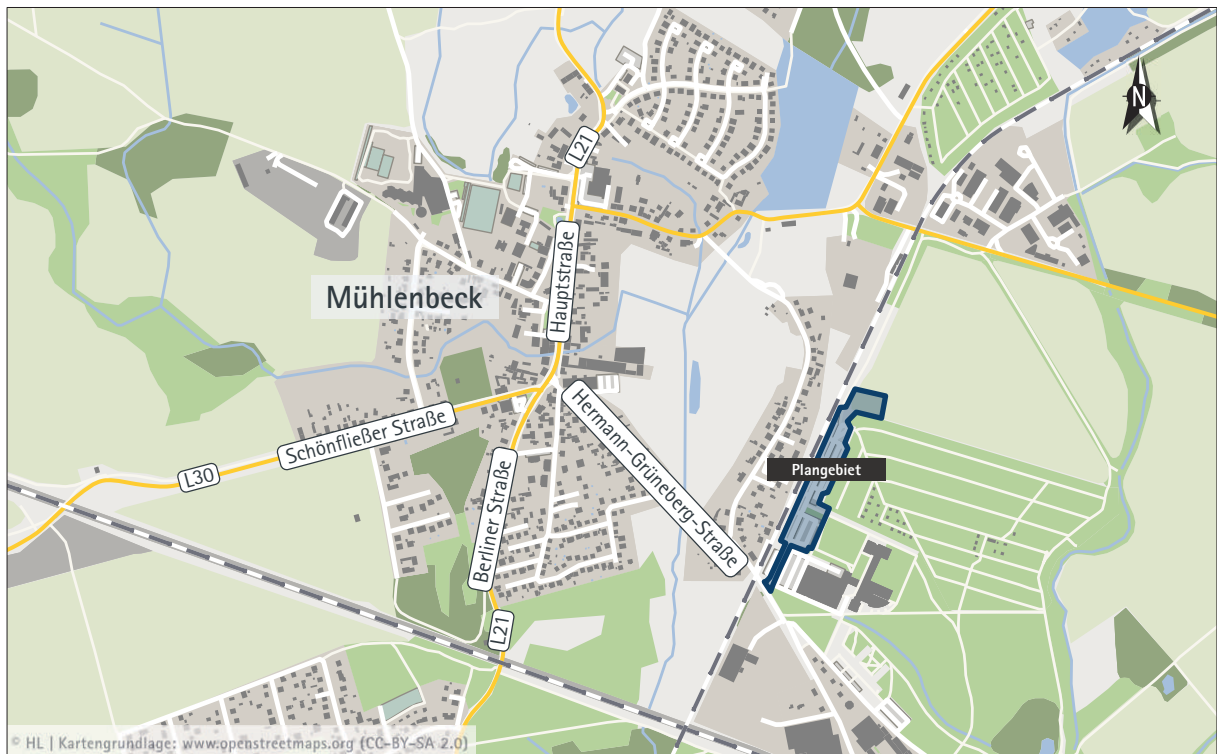 N
L21
Hauptstraße
Mühlenbeck
Hermann-Grüneberg-Straße
Schönfließer Straße
L30
Plangebiet
Berliner Straße
L21
© HL | Kartengrundlage: www.openstreetmaps.org (CC-BY-SA 2.0)